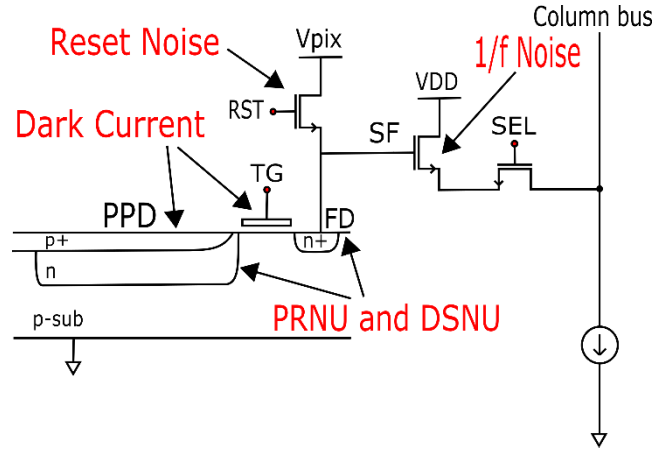 Column bus
Reset Noise
Vpix
1/f Noise
VDD
RST
Dark Current
SF
SEL
TG
PPD
FD
p+
n+
n
PRNU and DSNU
p-sub